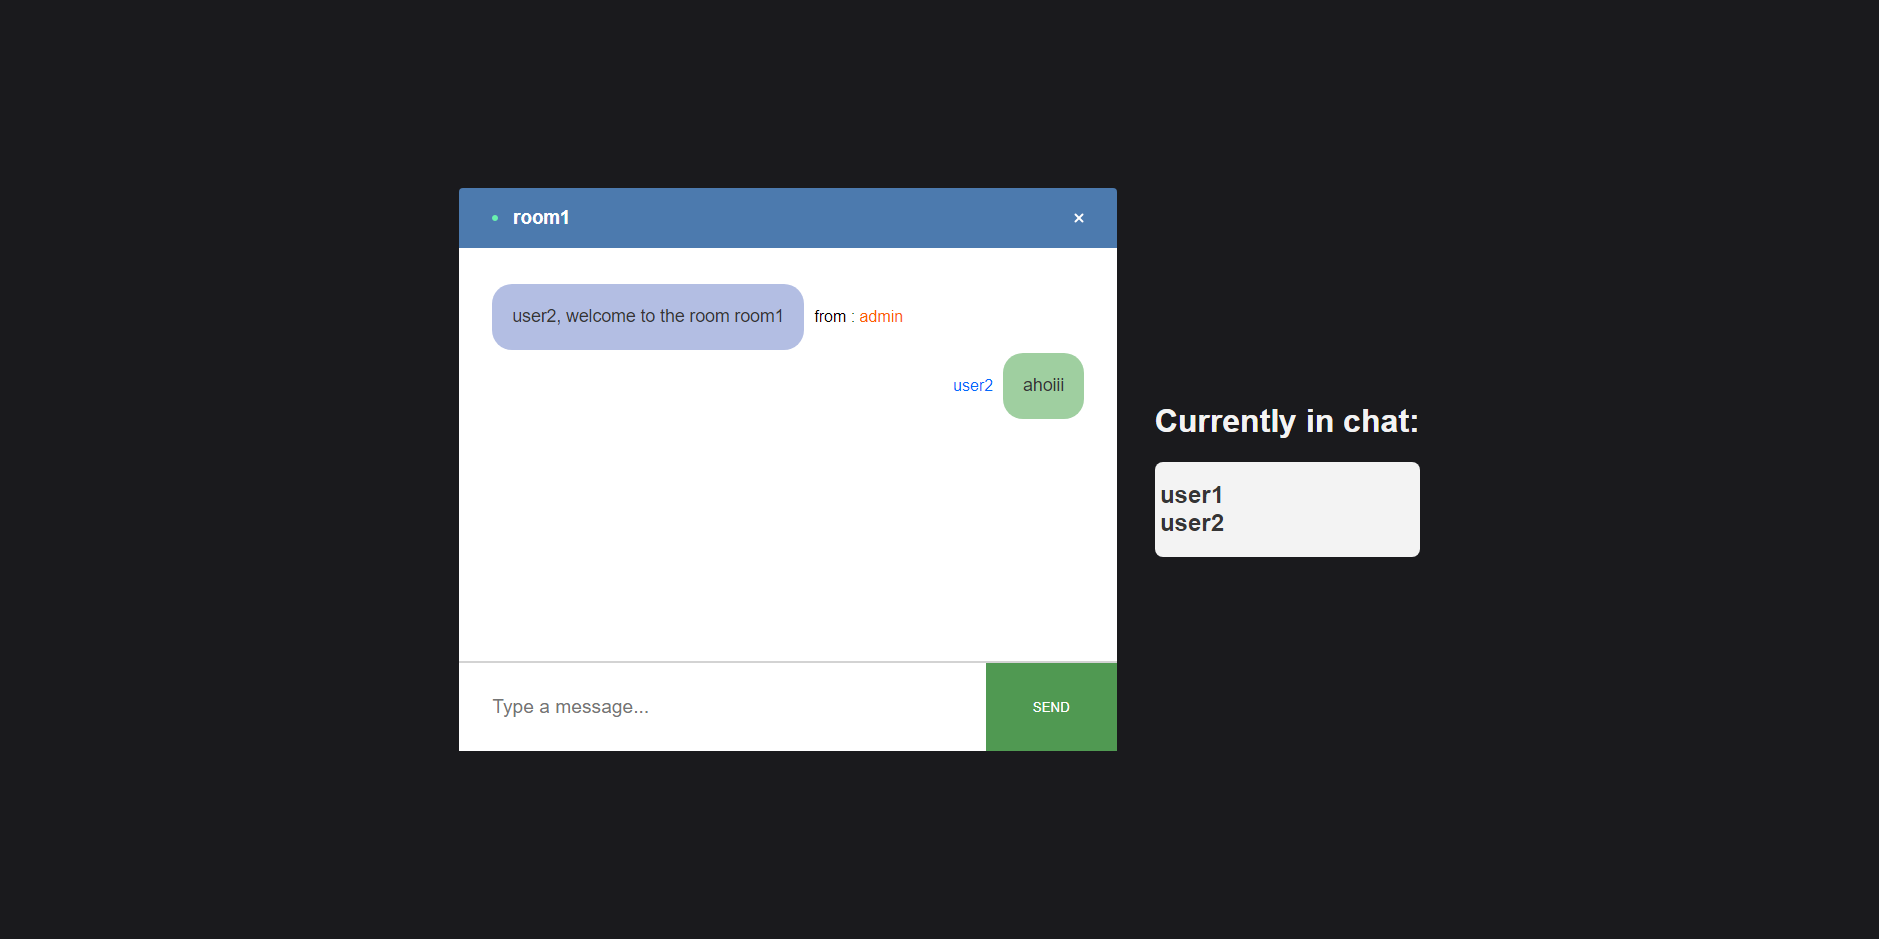 room1 ×
user2, welcome to the room room1 from : admin
user2 ahoiii
Currently in chat:
user1
user2
Type a message...
SEND